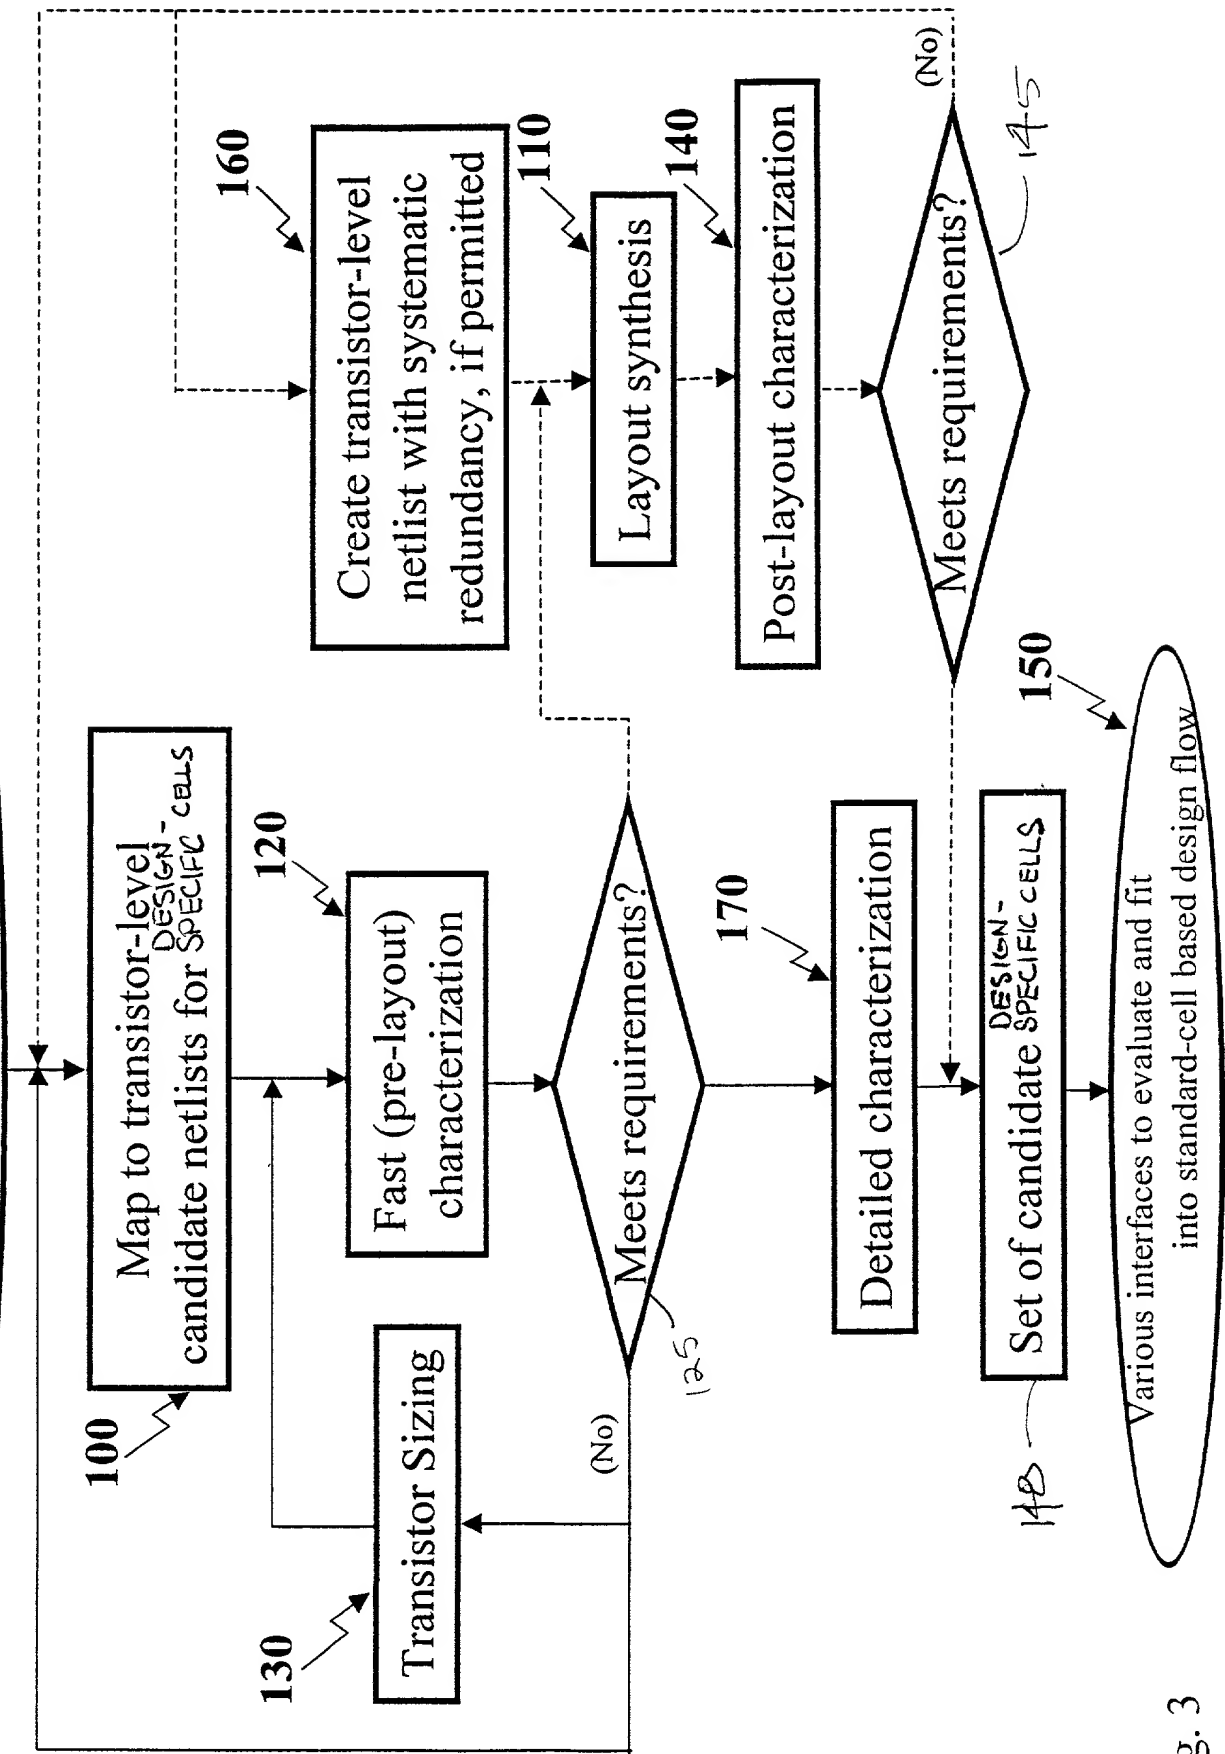 100
Map to transistor-level
DESIGN-
candidate netlists for SPECIFIC CELLS
160
Create transistor-level
netlist with systematic
redundancy, if permitted
120
Fast (pre-layout)
characterization
130
Transistor Sizing
110
Layout synthesis
140
Post-layout characterization
(No)
Meets requirements?
125
(No)
Meets requirements?
145
170
Detailed characterization
DESIGN-
Set of candidate SPECIFIC CELLS
148
150
Various interfaces to evaluate and fit
into standard-cell based design flow
g. 3